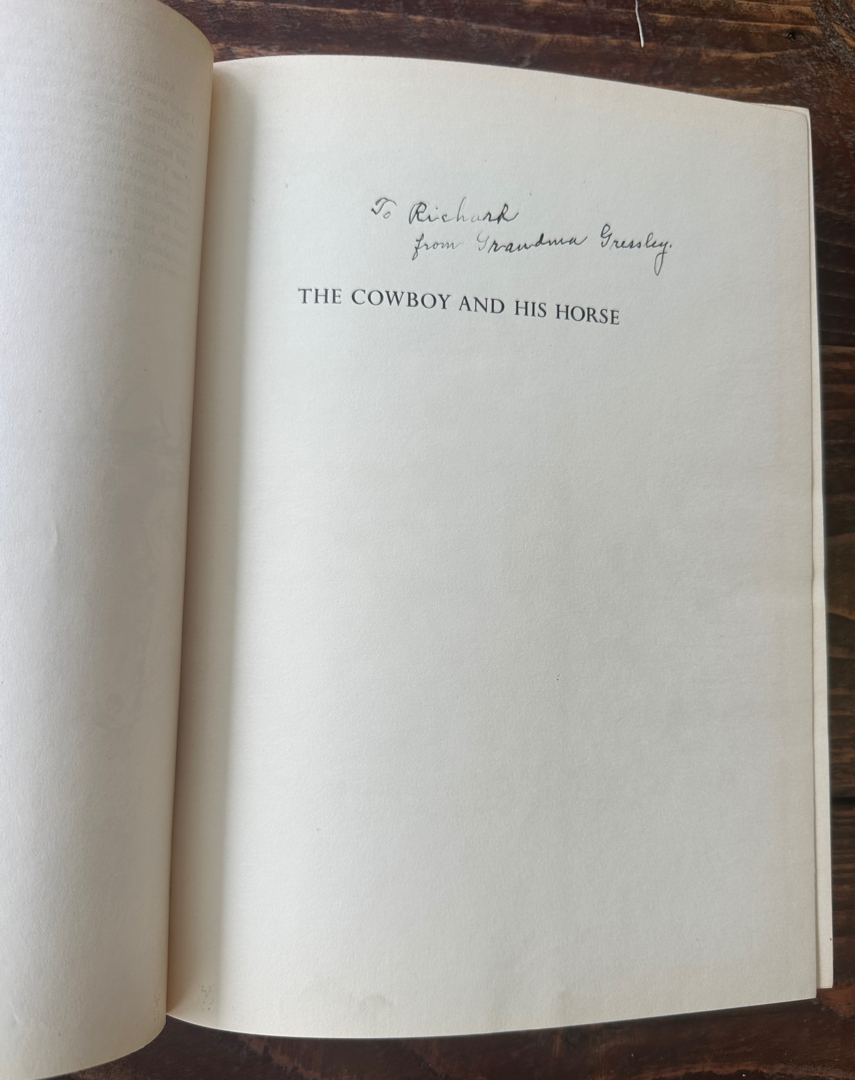 To Richard
from Grandma Gressley.
THE COWBOY AND HIS HORSE